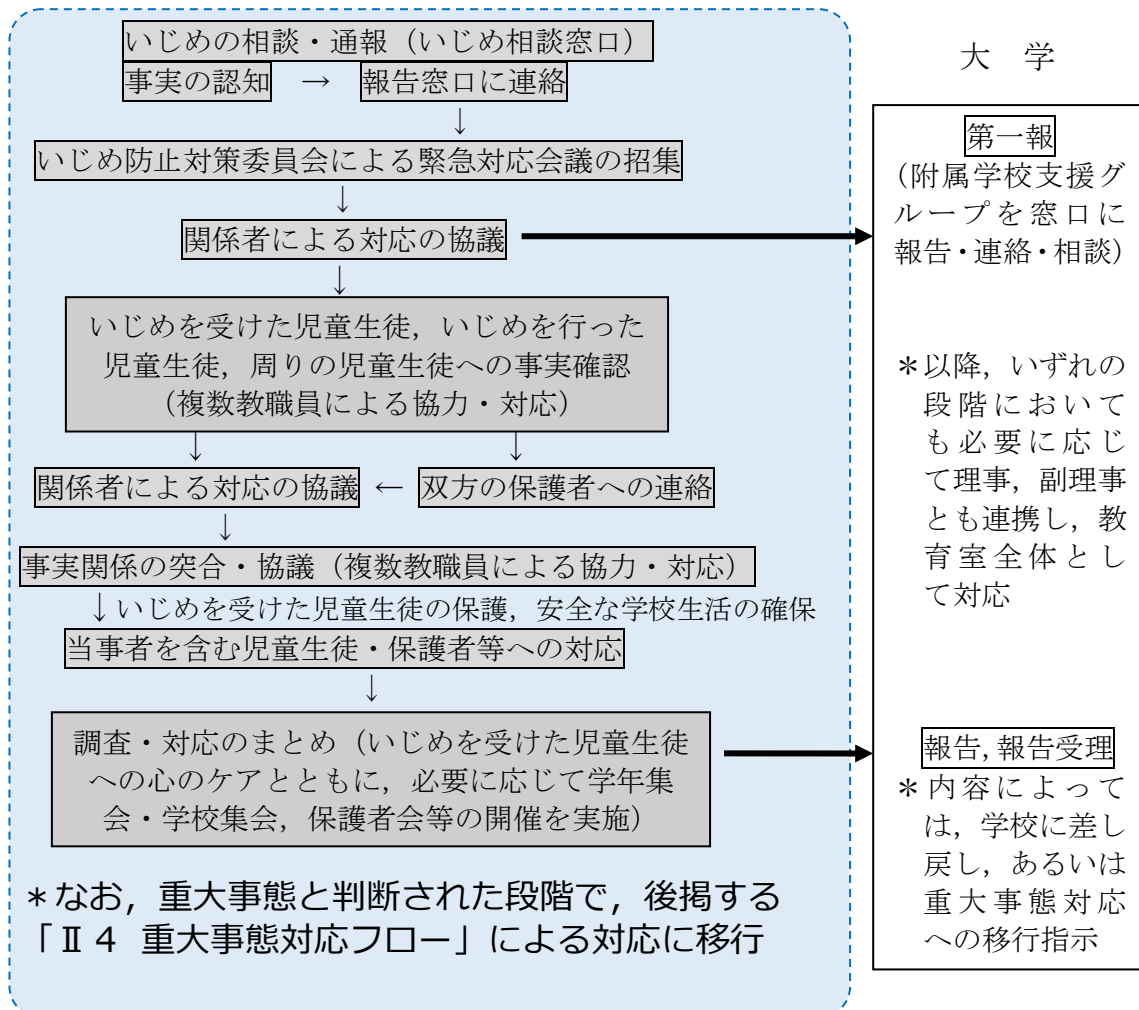 いじめの相談・通報（いじめ相談窓口）
事実の認知 → 報告窓口に連絡
↓
いじめ防止対策委員会による緊急対応会議の招集
↓
関係者による対応の協議
↓
いじめを受けた児童生徒，いじめを行った
児童生徒，周りの児童生徒への事実確認
（複数教職員による協力・対応）
↓ ↓
関係者による対応の協議 ← 双方の保護者への連絡
↓
事実関係の突合・協議（複数教職員による協力・対応）
↓いじめを受けた児童生徒の保護，安全な学校生活の確保
当事者を含む児童生徒・保護者等への対応
↓
調査・対応のまとめ（いじめを受けた児童生徒
への心のケアとともに，必要に応じて学年集
会・学校集会，保護者会等の開催を実施）
＊なお，重大事態と判断された段階で，後掲する
「Ⅱ４ 重大事態対応フロー」による対応に移行
大 学
第一報
（附属学校支援グ
ループを窓口に
報告・連絡・相談）
＊以降，いずれの
段階において
も必要に応じ
て理事，副理事
とも連携し，教
育室全体とし
て対応
報告，報告受理
＊内容によって
は，学校に差し
戻し，あるいは
重大事態対応
への移行指示